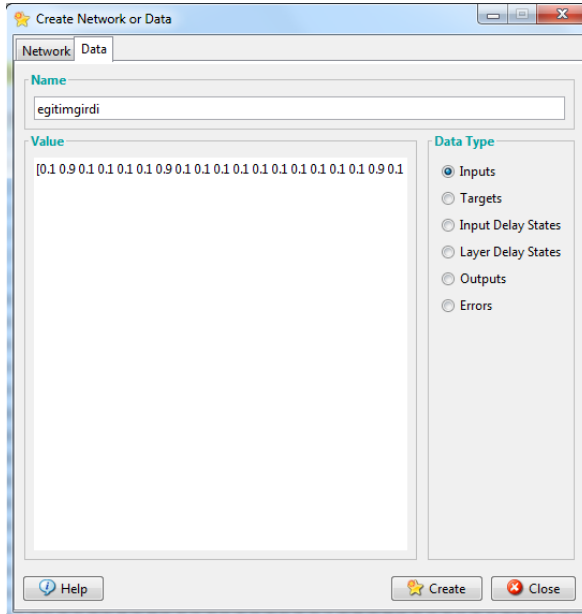 Create Network or Data
Network Data
Name
egitimgirdi
Value
[0.1 0.9 0.1 0.1 0.1 0.1 0.9 0.1 0.1 0.1 0.1 0.1 0.1 0.1 0.1 0.1 0.1 0.1 0.9 0.1
Data Type
Inputs
Targets
Input Delay States
Layer Delay States
Outputs
Errors
Help
Create
Close